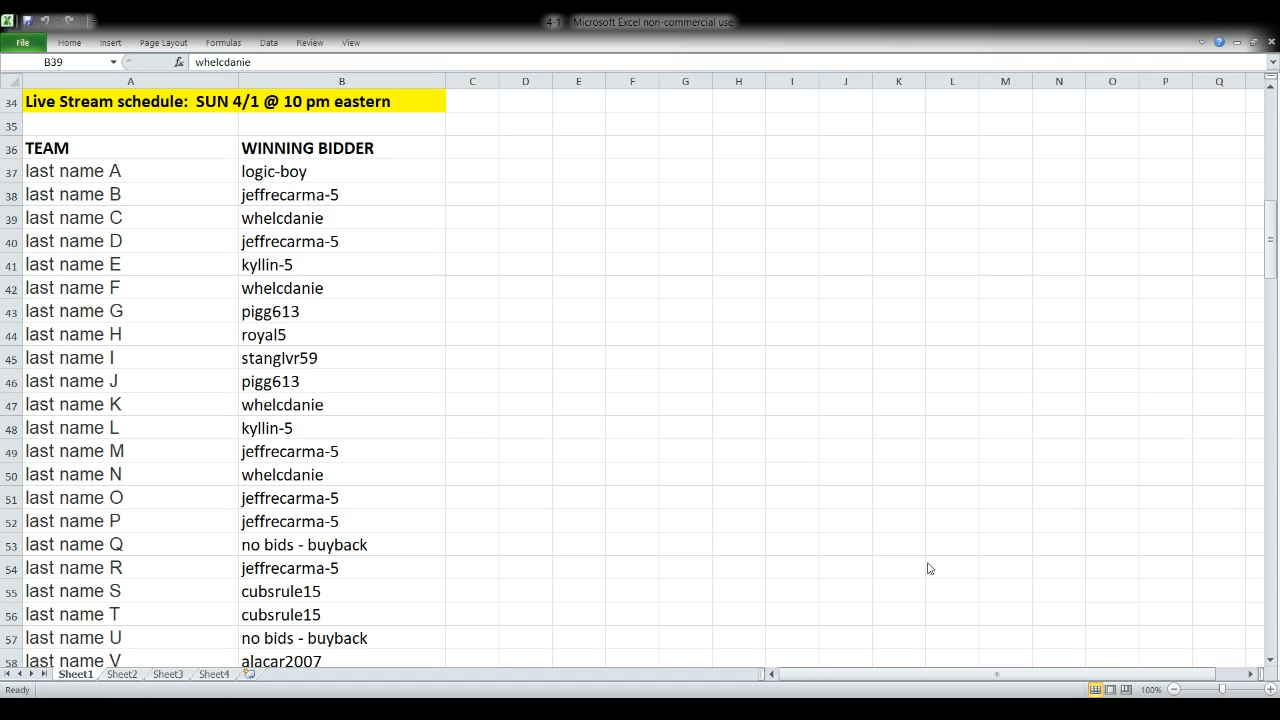 4-1 Microsoft Excel non-commercial use
File Home Insert Page Layout Formulas Data Review View
B39 fx whelcdanie
A B C D E F G H I J K L M N O P Q
34 Live Stream schedule: SUN 4/1 @ 10 pm eastern
35
36 TEAM WINNING BIDDER
37 last name A logic-boy
38 last name B jeffrecarma-5
39 last name C whelcdanie
40 last name D jeffrecarma-5
41 last name E kyllin-5
42 last name F whelcdanie
43 last name G pigg613
44 last name H royal5
45 last name I stanglvr59
46 last name J pigg613
47 last name K whelcdanie
48 last name L kyllin-5
49 last name M jeffrecarma-5
50 last name N whelcdanie
51 last name O jeffrecarma-5
52 last name P jeffrecarma-5
53 last name Q no bids - buyback
54 last name R jeffrecarma-5
55 last name S cubsrule15
56 last name T cubsrule15
57 last name U no bids - buyback
58 last name V alacar2007
Sheet1 Sheet2 Sheet3 Sheet4
Ready 100%